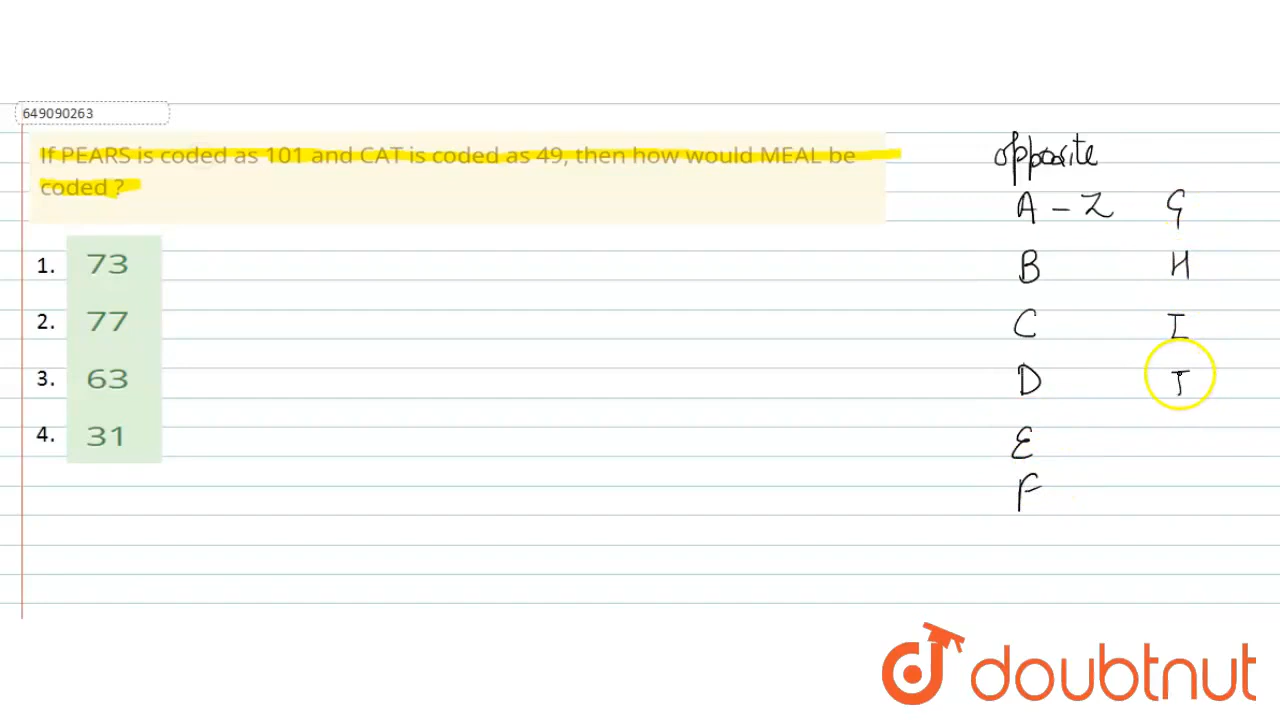 649090263
If PEARS is coded as 101 and CAT is coded as 49, then how would MEAL be
coded ?
1. 73
2. 77
3. 63
4. 31
opposite
A - Z G
B H
C I
D J
E
F
doubtnut